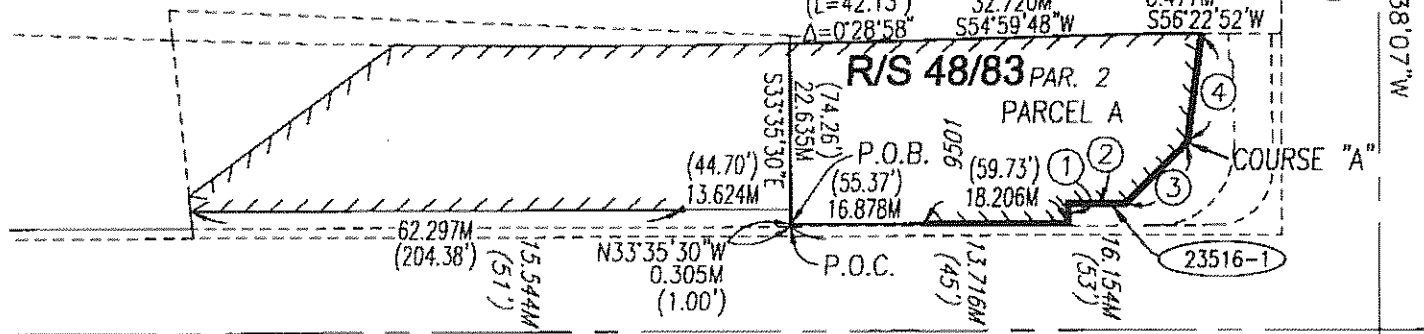 (L=42.13')
Δ=0°28'58"
32.720M
S54°59'48"W
S56°22'52"W
38'07"W
R/S 48/83 PAR. 2
PARCEL A
S33°35'30"E
22.635M
(74.26')
1056
4
COURSE "A"
P.O.B.
(44.70')
13.624M
(55.37')
16.878M
(59.73')
18.206M
1
2
3
62.297M
(204.38')
15.544M
(51')
N33°35'30"W
0.305M
(1.00')
P.O.C.
13.716M
(45')
16.154M
(53')
23516-1